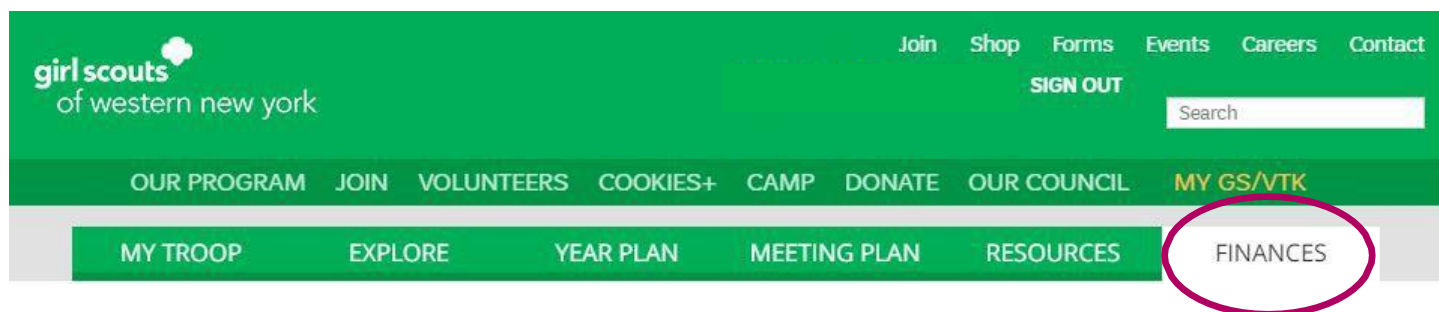 Join Shop Forms Events Careers Contact
girl scouts
of western new york
SIGN OUT
Search
OUR PROGRAM JOIN VOLUNTEERS COOKIES+ CAMP DONATE OUR COUNCIL MY GS/VTK
MY TROOP EXPLORE YEAR PLAN MEETING PLAN RESOURCES FINANCES